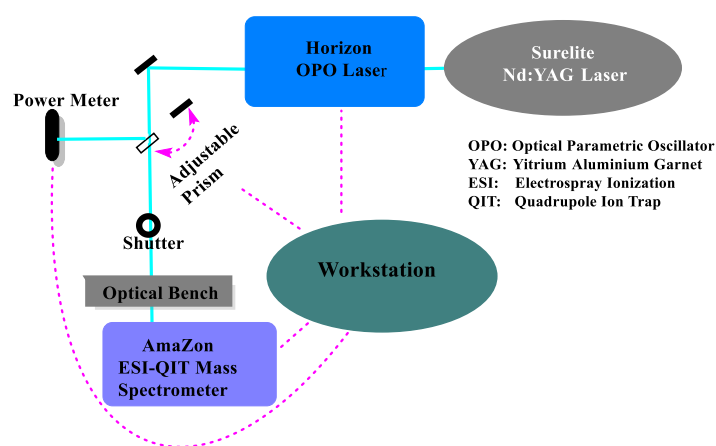 Horizon
OPO Laser
Surelite
Nd:YAG Laser
Power Meter
Adjustable
Prism
OPO: Optical Parametric Oscillator
YAG: Yitrium Aluminium Garnet
ESI: Electrospray Ionization
QIT: Quadrupole Ion Trap
Shutter
Workstation
Optical Bench
AmaZon
ESI-QIT Mass
Spectrometer